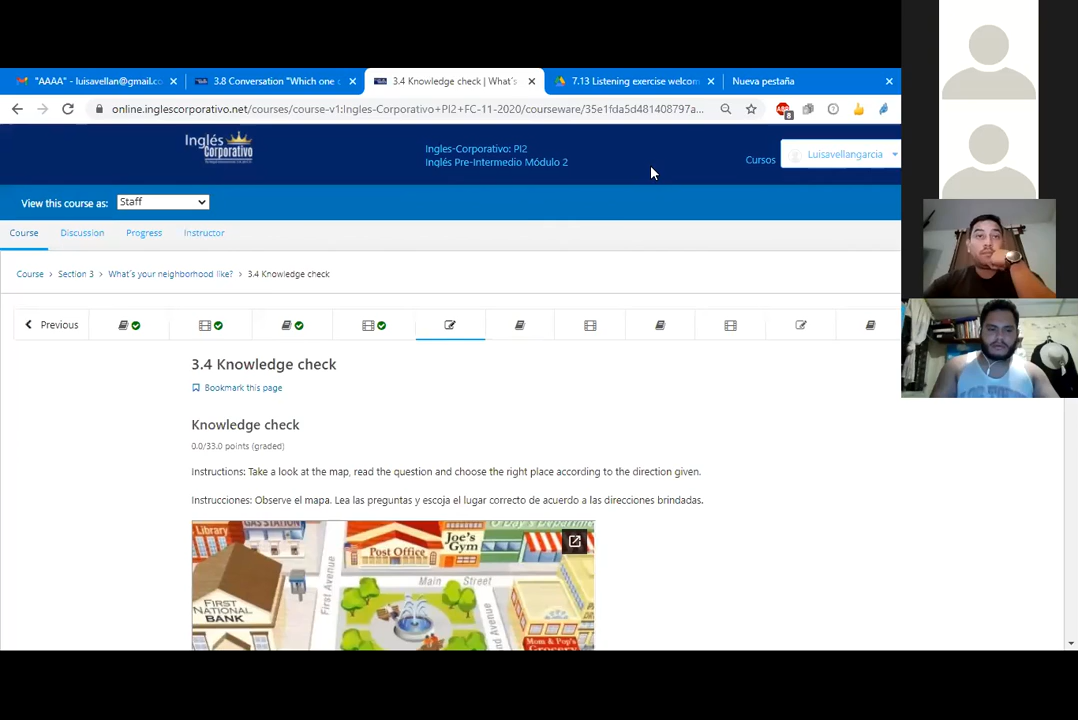 "AAAA" - luisavellan@gmail.co
3.8 Conversation "Which one c
3.4 Knowledge check | What's
7.13 Listening exercise welcom
Nueva pestaña
online.inglescorporativo.net/courses/course-v1:Ingles-Corporativo+PI2+FC-11-2020/courseware/35e1fda5d481408797a...
8
Inglés
Corporativo
Ingles-Corporativo: PI2
Inglés Pre-Intermedio Módulo 2
Cursos
Luisavellangarcia
View this course as:
Staff
Course
Discussion
Progress
Instructor
Course > Section 3 > What's your neighborhood like? > 3.4 Knowledge check
Previous
3.4 Knowledge check
Bookmark this page
Knowledge check
0.0/33.0 points (graded)
Instructions: Take a look at the map, read the question and choose the right place according to the direction given.
Instrucciones: Observe el mapa. Lea las preguntas y escoja el lugar correcto de acuerdo a las direcciones brindadas.
Library
GAS STATION
Post Office
Joe's
Gym
O'Day's Department
Main Street
First Avenue
FIRST
NATIONAL
BANK
Mom & Pop's